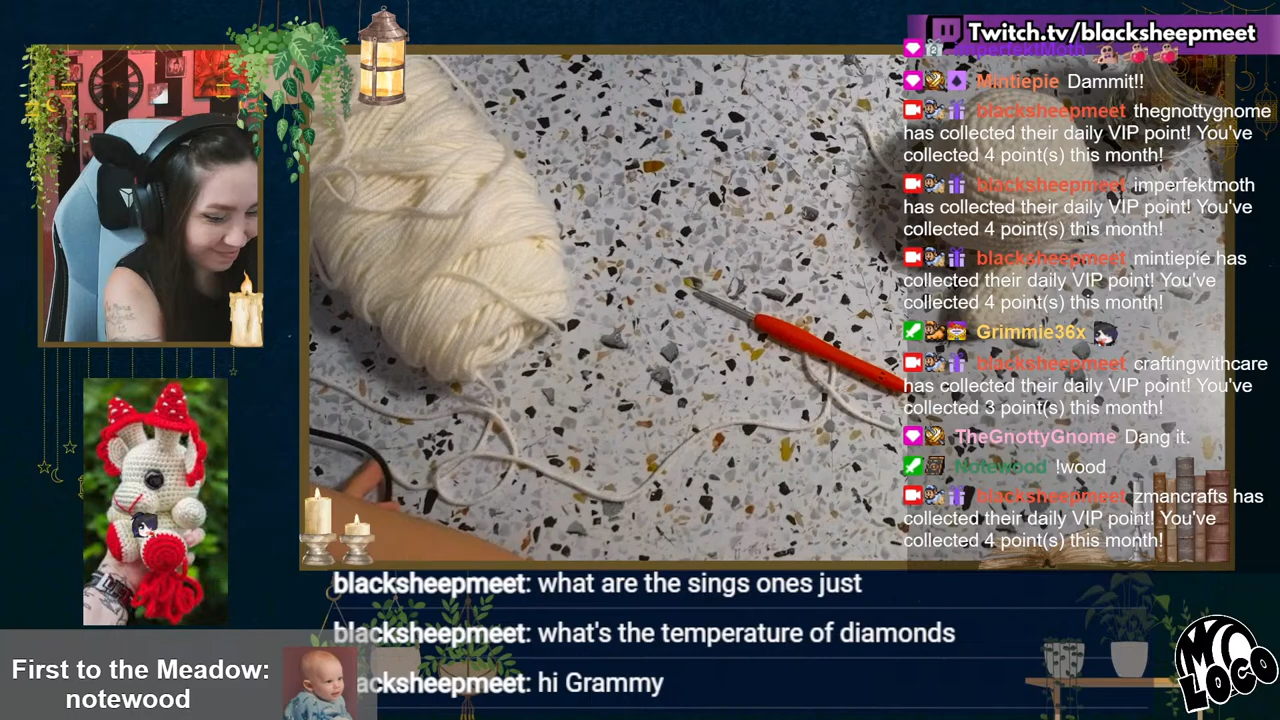 Twitch.tv/blacksheepmeet
imperfektMoth
Mintiepie Dammit!!
blacksheepmeet thegnottygnome
has collected their daily VIP point! You've
collected 4 point(s) this month!
blacksheepmeet imperfektmoth
has collected their daily VIP point! You've
collected 4 point(s) this month!
blacksheepmeet mintiepie has
collected their daily VIP point! You've
collected 4 point(s) this month!
Grimmie36x
blacksheepmeet craftingwithcare
has collected their daily VIP point! You've
collected 3 point(s) this month!
TheGnottyGnome Dang it.
Notewood !wood
blacksheepmeet zmancrafts has
collected their daily VIP point! You've
collected 4 point(s) this month!
blacksheepmeet: what are the sings ones just
blacksheepmeet: what's the temperature of diamonds
acksheepmeet: hi Grammy
First to the Meadow:
notewood
MC
LOCO